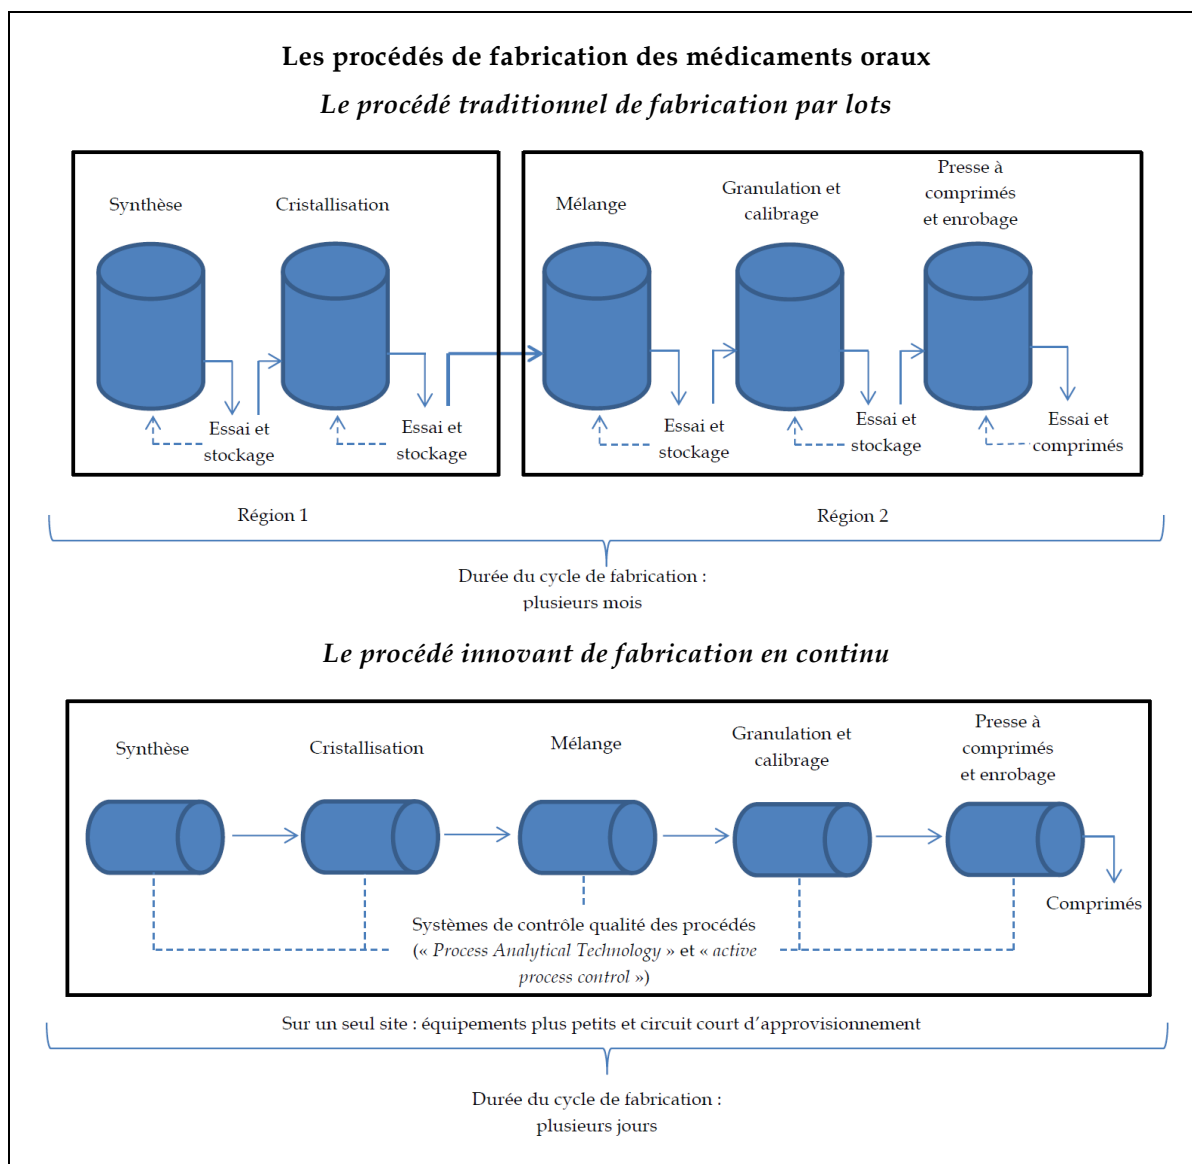 Les procédés de fabrication des médicaments oraux
Le procédé traditionnel de fabrication par lots
Synthèse
Cristallisation
Mélange
Granulation et
calibrage
Presse à
comprimés
et enrobage
Essai et
stockage
Essai et
stockage
Essai et
stockage
Essai et
stockage
Essai et
comprimés
Région 1
Région 2
Durée du cycle de fabrication :
plusieurs mois
Le procédé innovant de fabrication en continu
Synthèse
Cristallisation
Mélange
Granulation et
calibrage
Presse à
comprimés
et enrobage
Comprimés
Systèmes de contrôle qualité des procédés
(« Process Analytical Technology » et « active
process control »)
Sur un seul site : équipements plus petits et circuit court d'approvisionnement
Durée du cycle de fabrication :
plusieurs jours